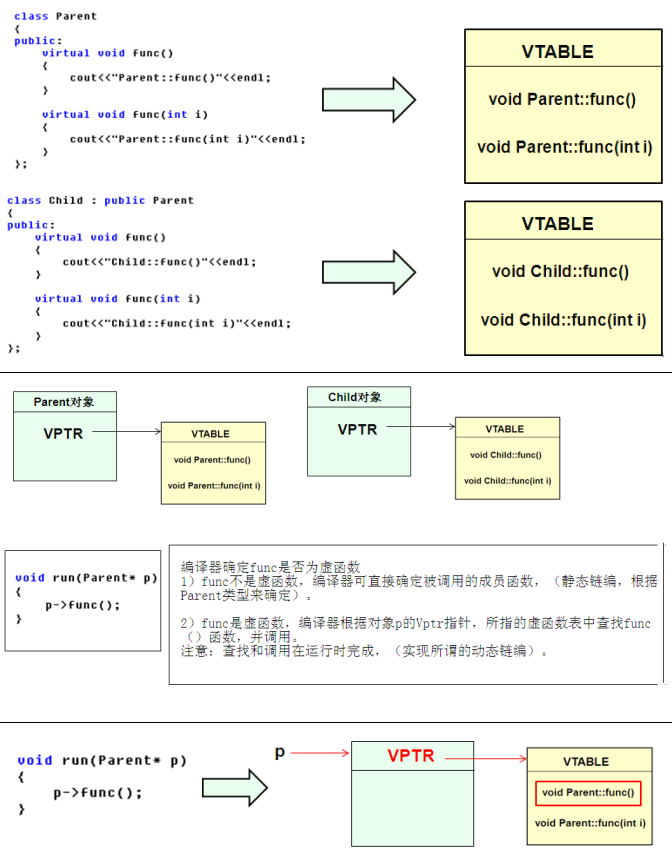 class Parent
{
public:
    virtual void func()
    {
        cout<<"Parent::func()"<<endl;
    }
    virtual void func(int i)
    {
        cout<<"Parent::func(int i)"<<endl;
    }
};
VTABLE
void Parent::func()
void Parent::func(int i)
class Child : public Parent
{
public:
    virtual void func()
    {
        cout<<"Child::func()"<<endl;
    }
    virtual void func(int i)
    {
        cout<<"Child::func(int i)"<<endl;
    }
};
VTABLE
void Child::func()
void Child::func(int i)
Parent对象
VPTR
VTABLE
void Parent::func()
void Parent::func(int i)
Child对象
VPTR
VTABLE
void Child::func()
void Child::func(int i)
void run(Parent* p)
{
    p->func();
}
编译器确定func是否为虚函数
1）func不是虚函数，编译器可直接确定被调用的成员函数，（静态链编，根据
Parent类型来确定）。
2）func是虚函数，编译器根据对象p的Vptr指针，所指的虚函数表中查找func
（）函数，并调用。
注意：查找和调用在运行时完成，（实现所谓的动态链编）。
void run(Parent* p)
{
    p->func();
}
p
VPTR
VTABLE
void Parent::func()
void Parent::func(int i)